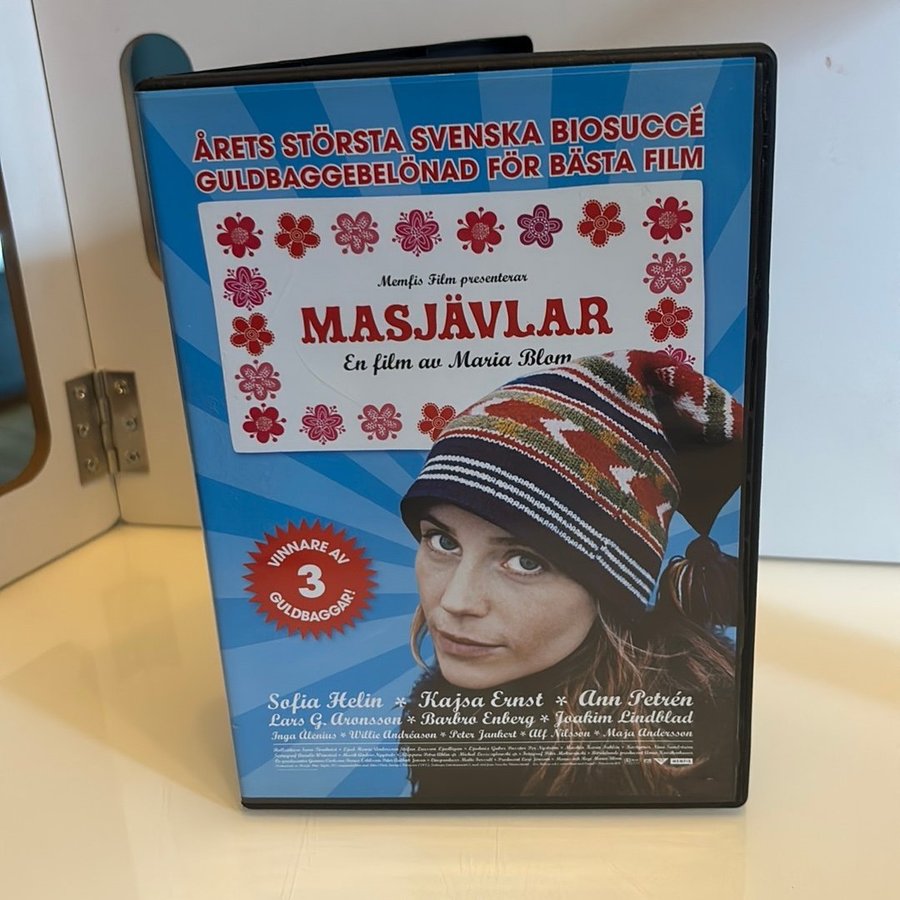 ÅRETS STÖRSTA SVENSKA BIOSUCCÉ
GULDBAGGEBELÖNAD FÖR BÄSTA FILM
Memfis Film presenterar
MASJÄVLAR
En film av Maria Blom
VINNARE AV
3
GULDBAGGAR!
Sofia Helin * Kajsa Ernst * Ann Petrén
Lars G. Aronsson * Barbro Enberg * Joakim Lindblad
Inga Ålenius * Willie Andréason * Peter Jankert * Alf Nilsson * Maja Andersson
MEMFIS